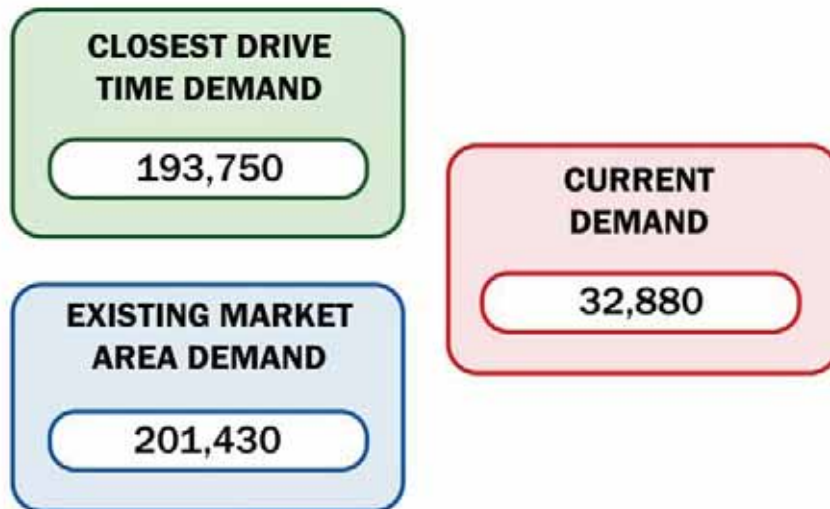 CLOSEST DRIVE
TIME DEMAND
193,750
EXISTING MARKET
AREA DEMAND
201,430
CURRENT
DEMAND
32,880